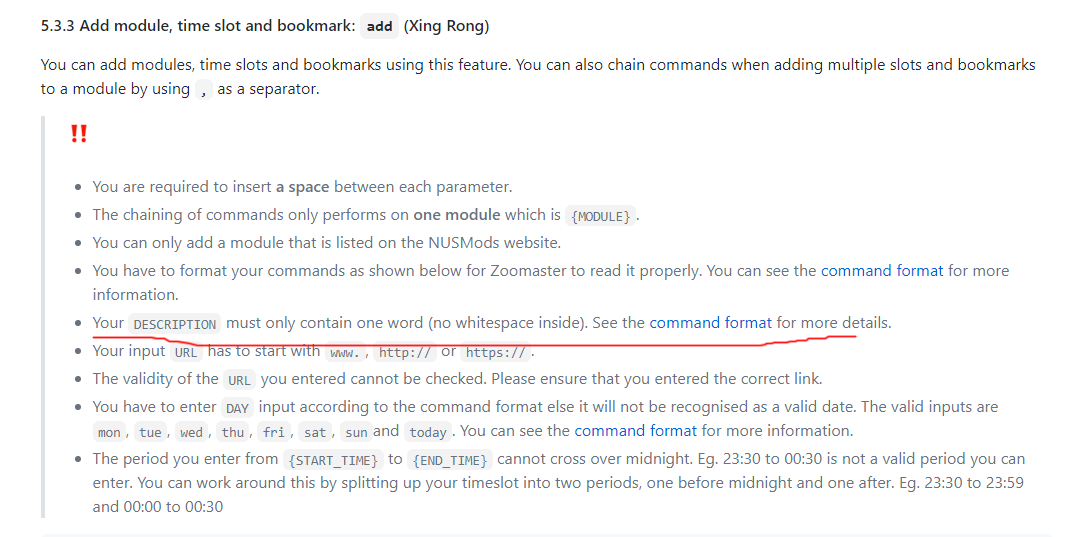 5.3.3 Add module, time slot and bookmark: add (Xing Rong)
You can add modules, time slots and bookmarks using this feature. You can also chain commands when adding multiple slots and bookmarks
to a module by using , as a separator.
‼
• You are required to insert a space between each parameter.
• The chaining of commands only performs on one module which is {MODULE}.
• You can only add a module that is listed on the NUSMods website.
• You have to format your commands as shown below for Zoomaster to read it properly. You can see the command format for more
information.
• Your DESCRIPTION must only contain one word (no whitespace inside). See the command format for more details.
• Your input URL has to start with www., http:// or https://.
• The validity of the URL you entered cannot be checked. Please ensure that you entered the correct link.
• You have to enter DAY input according to the command format else it will not be recognised as a valid date. The valid inputs are
mon, tue, wed, thu, fri, sat, sun and today. You can see the command format for more information.
• The period you enter from {START_TIME} to {END_TIME} cannot cross over midnight. Eg. 23:30 to 00:30 is not a valid period you can
enter. You can work around this by splitting up your timeslot into two periods, one before midnight and one after. Eg. 23:30 to 23:59
and 00:00 to 00:30